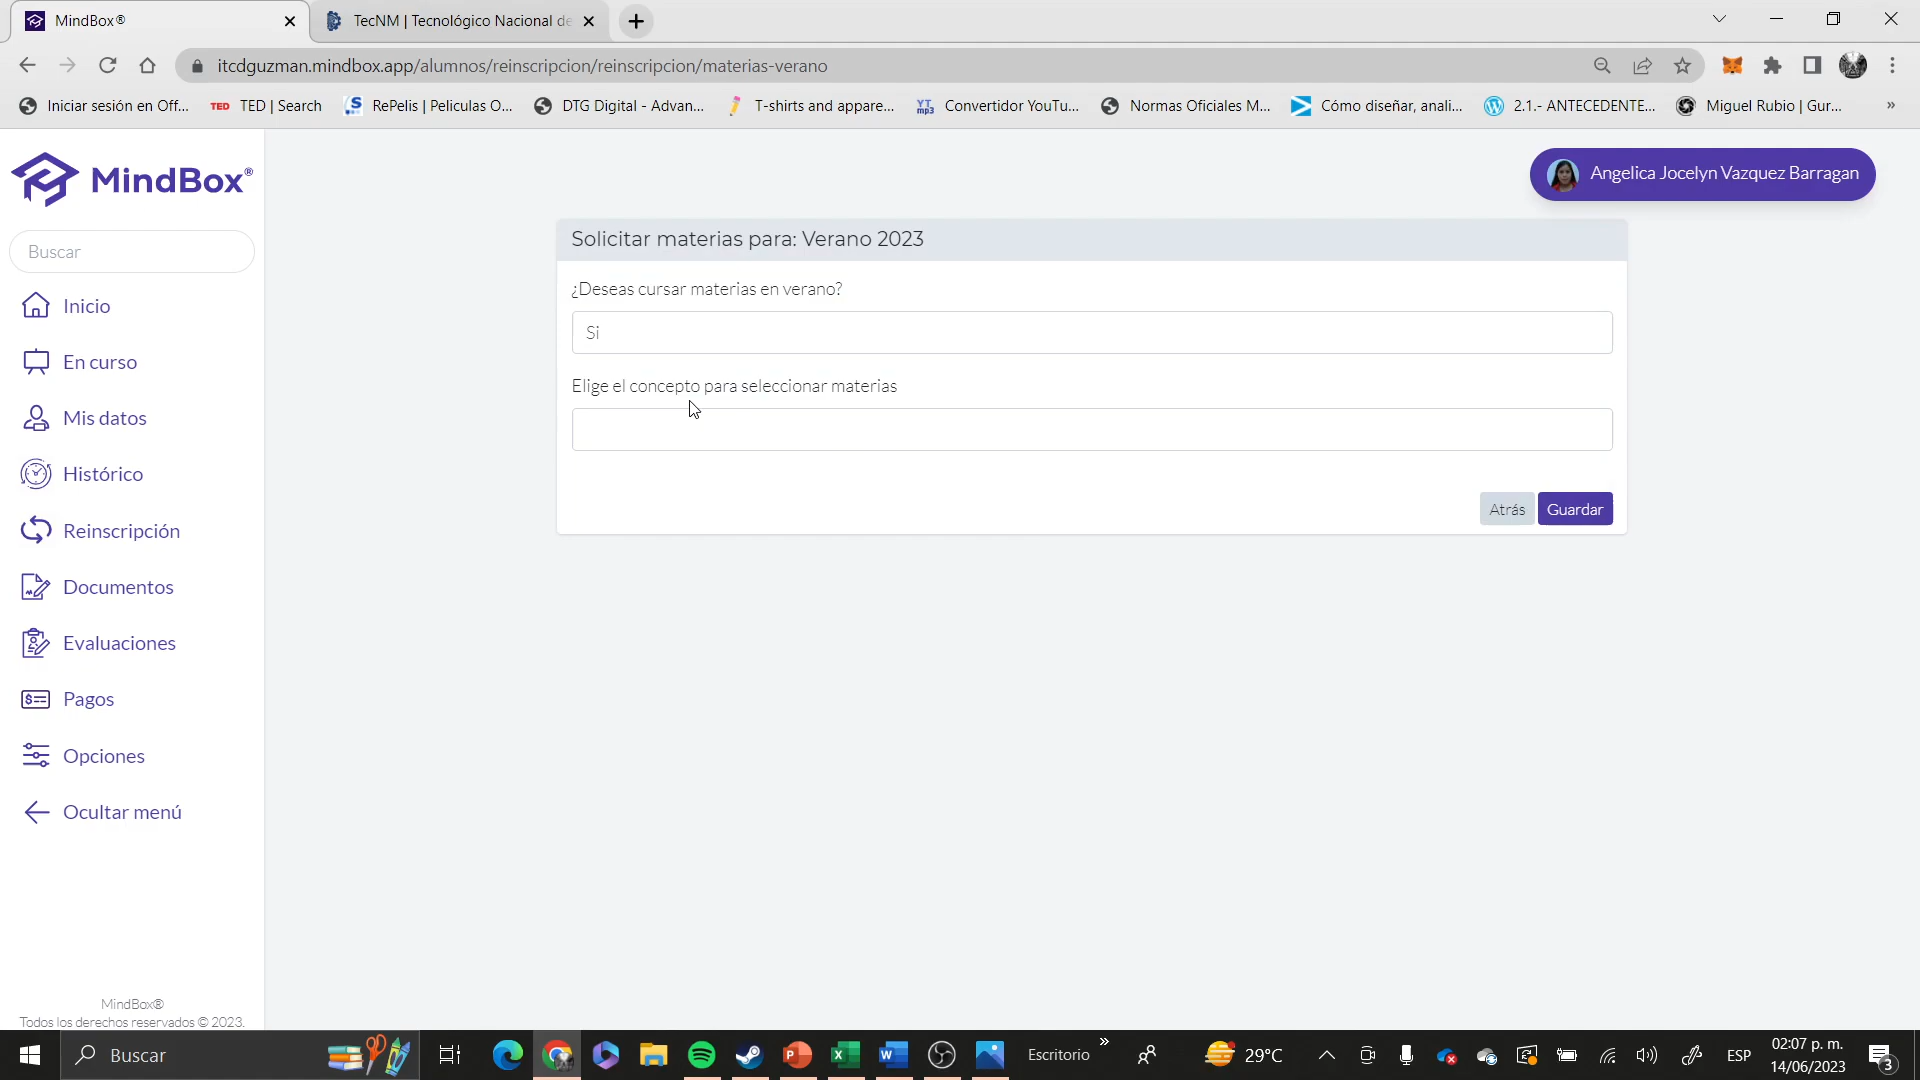 MindBox®
TecNM | Tecnológico Nacional de
itcdguzman.mindbox.app/alumnos/reinscripcion/reinscripcion/materias-verano
Iniciar sesión en Off...
TED TED | Search
S RePelis | Peliculas O...
DTG Digital - Advan...
T-shirts and appare...
YT mp3 Convertidor YouTu...
Normas Oficiales M...
Cómo diseñar, anali...
2.1.- ANTECEDENTE...
Miguel Rubio | Gur...
»
MindBox®
Angelica Jocelyn Vazquez Barragan
Buscar
Inicio
En curso
Mis datos
Histórico
Reinscripción
Documentos
Evaluaciones
Pagos
Opciones
Ocultar menú
Solicitar materias para: Verano 2023
¿Deseas cursar materias en verano?
Si
Elige el concepto para seleccionar materias
Atrás
Guardar
MindBox®
Todos los derechos reservados © 2023.
Buscar
Escritorio
»
29°C
ESP
02:07 p. m.
14/06/2023
3